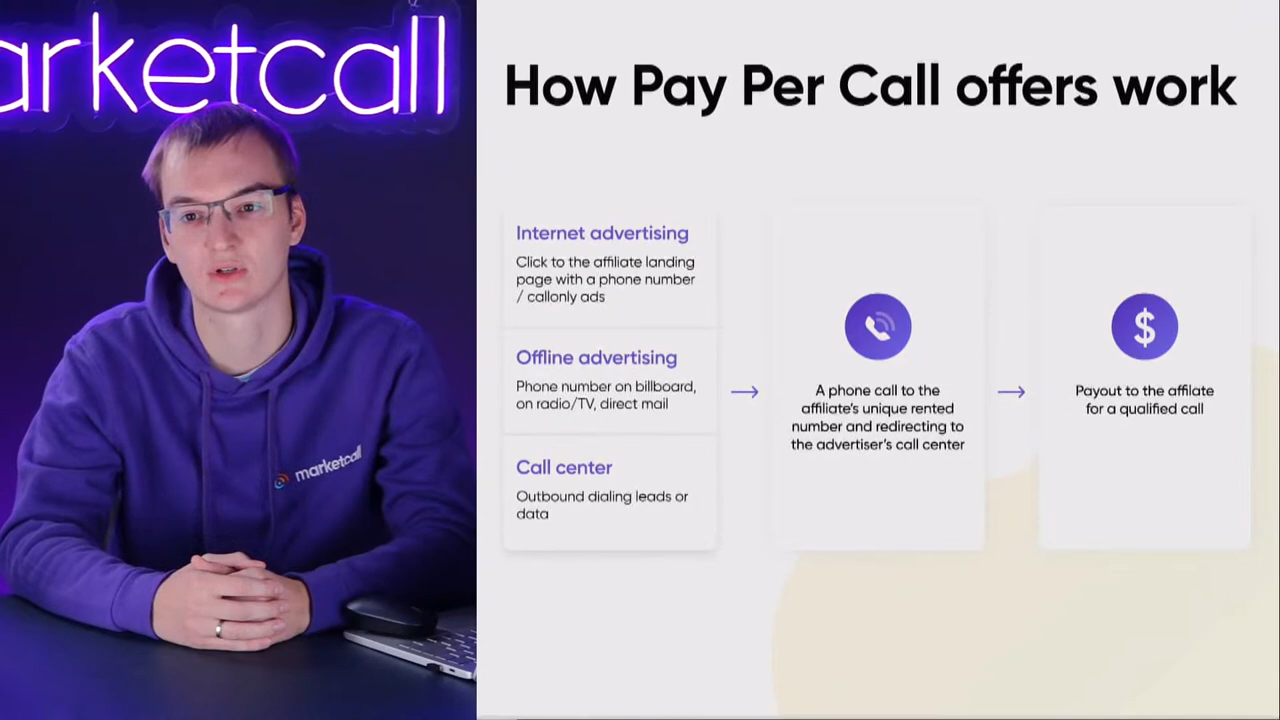 arketcall
marketcall
How Pay Per Call offers work
Internet advertising
Click to the affiliate landing
page with a phone number
/ callonly ads
Offline advertising
Phone number on billboard,
on radio/TV, direct mail
Call center
Outbound dialing leads or
data
A phone call to the
affiliate's unique rented
number and redirecting to
the advertiser's call center
$
Payout to the affilate
for a qualified call